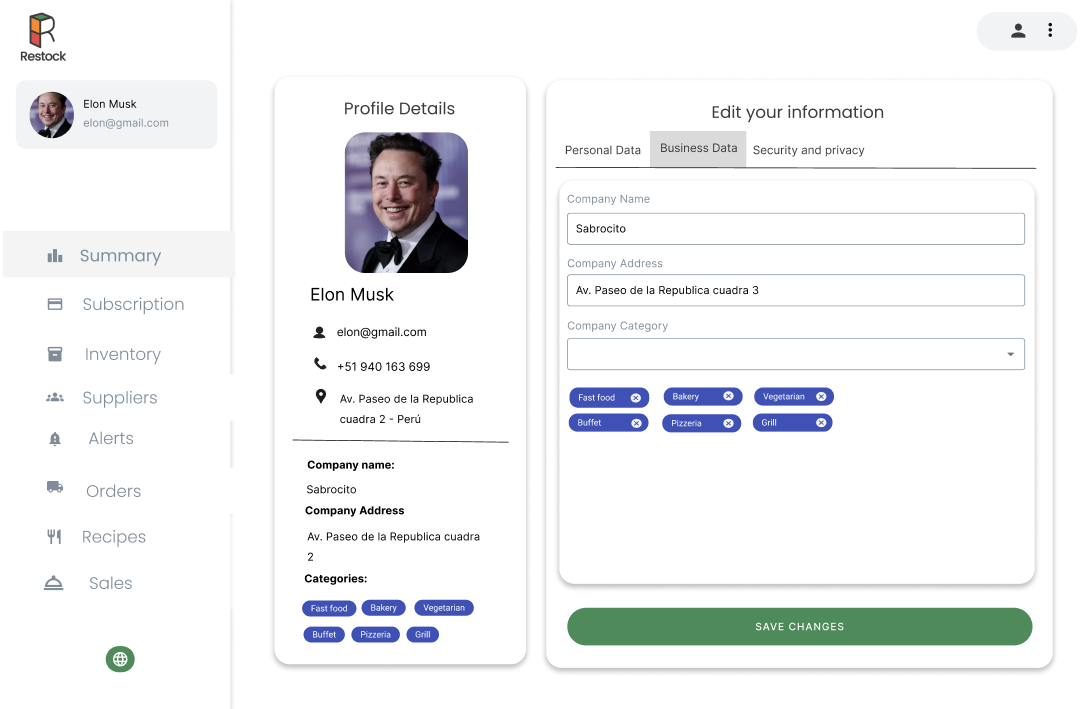 Restock
Elon Musk
elon@gmail.com
Summary
Subscription
Inventory
Suppliers
Alerts
Orders
Recipes
Sales
Profile Details
Elon Musk
elon@gmail.com
+51 940 163 699
Av. Paseo de la Republica
cuadra 2 - Perú
Company name:
Sabrocito
Company Address
Av. Paseo de la Republica cuadra
2
Categories:
Fast food Bakery Vegetarian
Buffet Pizzeria Grill
Edit your information
Personal Data Business Data Security and privacy
Company Name
Sabrocito
Company Address
Av. Paseo de la Republica cuadra 3
Company Category
Fast food Bakery Vegetarian
Buffet Pizzeria Grill
SAVE CHANGES